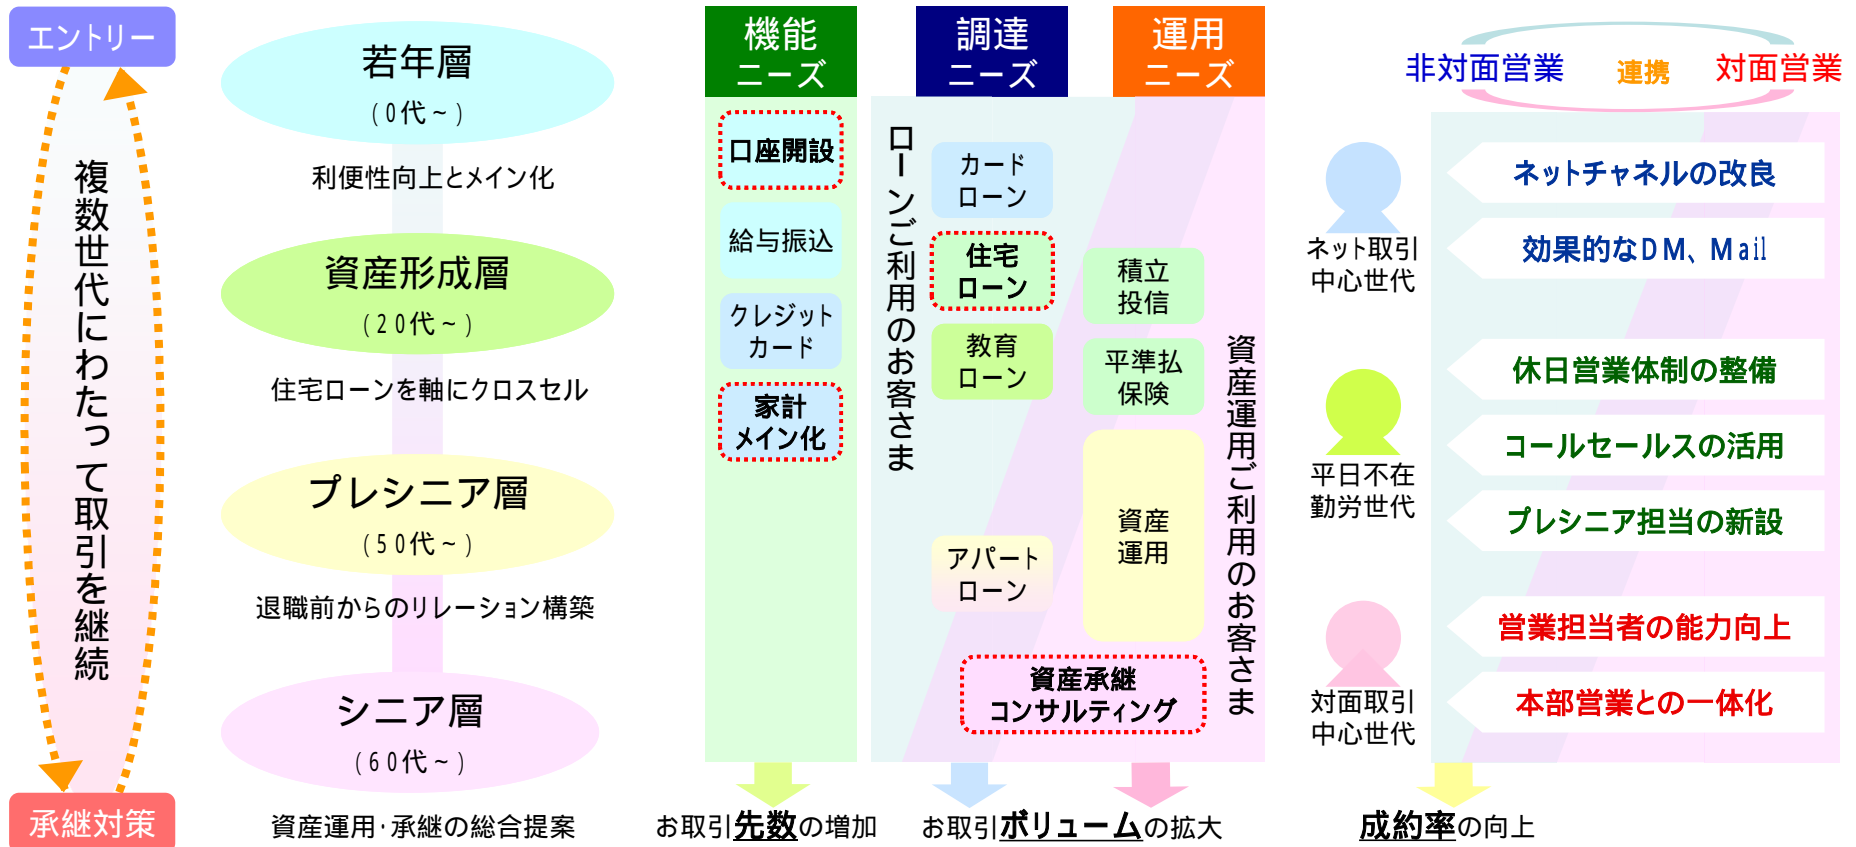 エントリー
複数世代にわたって取引を継続
承継対策
若年層
(0代~)
利便性向上とメイン化
資産形成層
(20代~)
住宅ローンを軸にクロスセル
プレシニア層
(50代~)
退職前からのリレーション構築
シニア層
(60代~)
資産運用・承継の総合提案
機能
ニーズ
口座開設
給与振込
クレジット
カード
家計
メイン化
お取引先数の増加
調達
ニーズ
運用
ニーズ
ローンご利用のお客さま
カード
ローン
住宅
ローン
教育
ローン
アパート
ローン
積立
投信
平準払
保険
資産
運用
資産承継
コンサルティング
資産運用ご利用のお客さま
お取引ボリュームの拡大
非対面営業
連携
対面営業
ネット取引
中心世代
ネットチャネルの改良
効果的なDM、Mail
平日不在
勤労世代
休日営業体制の整備
コールセールスの活用
プレシニア担当の新設
対面取引
中心世代
営業担当者の能力向上
本部営業との一体化
成約率の向上